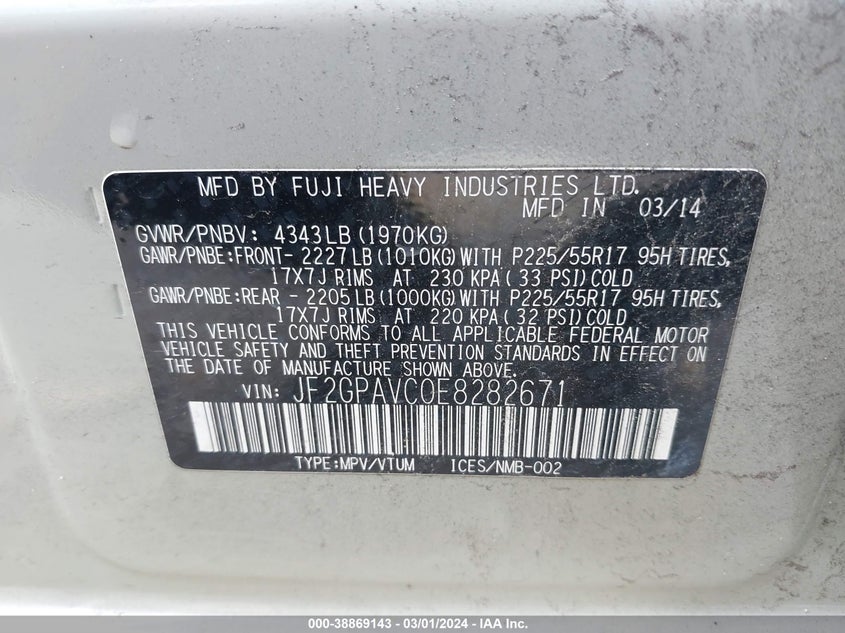 MFD BY FUJI HEAVY INDUSTRIES LTD.
MFD IN 03/14
GVWR/PNBV: 4343LB(1970KG)
GAWR/PNBE:FRONT- 2227LB(1010KG)WITH P225/55R17 95H TIRES,
17X7J RIMS AT 230 KPA( 33 PSI)COLD
GAWR/PNBE:REAR - 2205LB(1000KG)WITH P225/55R17 95H TIRES,
17X7J RIMS AT 220 KPA( 32 PSI)COLD
THIS VEHICLE CONFORMS TO ALL APPLICABLE FEDERAL MOTOR
VEHICLE SAFETY AND THEFT PREVENTION STANDARDS IN EFFECT ON
THE DATE OF MANUFACTURE SHOWN ABOVE.
VIN: JF2GPAVC0E8282671
TYPE:MPV/VTUM ICES/NMB-002
000-38869143 - 03/01/2024 - IAA Inc.